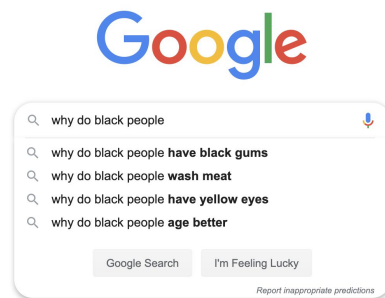 Google
why do black people
why do black people have black gums
why do black people wash meat
why do black people have yellow eyes
why do black people age better
Google Search I'm Feeling Lucky
Report inappropriate predictions